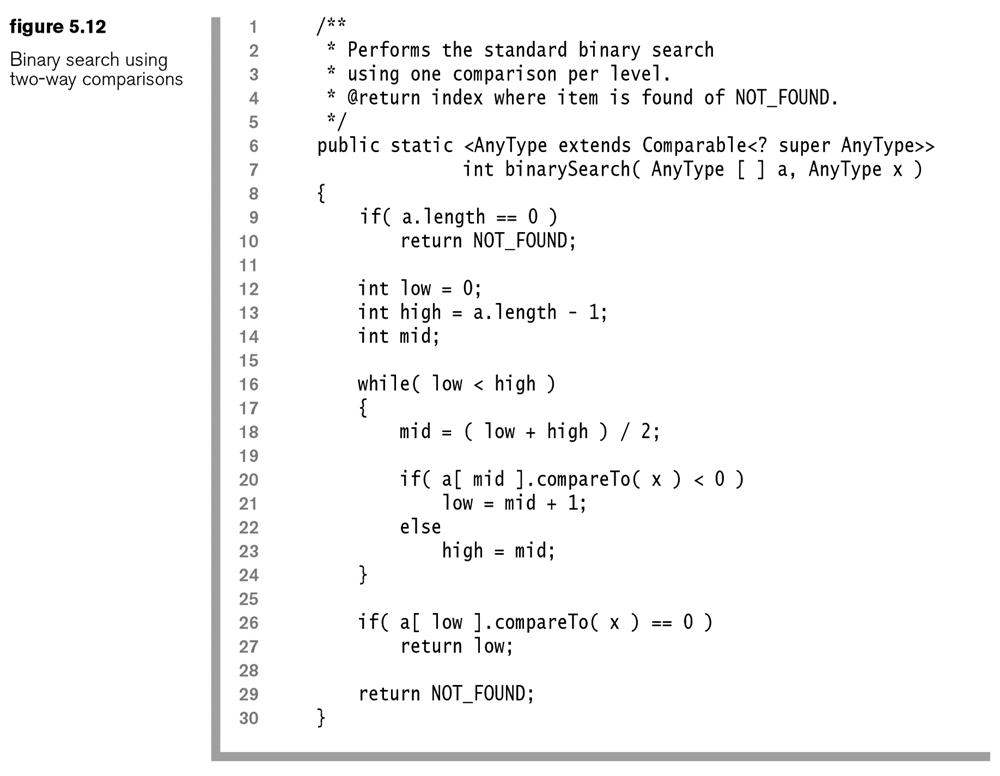 figure 5.12
Binary search using
two-way comparisons
1 /**
2 * Performs the standard binary search
3 * using one comparison per level.
4 * @return index where item is found of NOT_FOUND.
5 */
6 public static <AnyType extends Comparable<? super AnyType>>
7 int binarySearch( AnyType [ ] a, AnyType x )
8 {
9 if( a.length == 0 )
10 return NOT_FOUND;
11
12 int low = 0;
13 int high = a.length - 1;
14 int mid;
15
16 while( low < high )
17 {
18 mid = ( low + high ) / 2;
19
20 if( a[ mid ].compareTo( x ) < 0 )
21 low = mid + 1;
22 else
23 high = mid;
24 }
25
26 if( a[ low ].compareTo( x ) == 0 )
27 return low;
28
29 return NOT_FOUND;
30 }